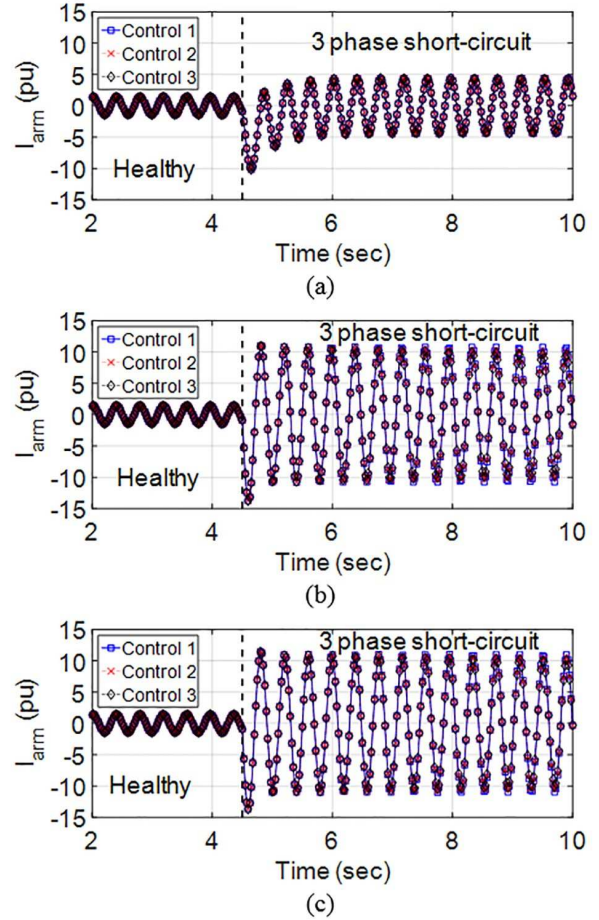 15
10
5
0
-5
-10
-15
I_arm (pu)
Control 1
Control 2
Control 3
3 phase short-circuit
Healthy
2 4 6 8 10
Time (sec)
(a)
15
10
5
0
-5
-10
-15
I_arm (pu)
Control 1
Control 2
Control 3
3 phase short-circuit
Healthy
2 4 6 8 10
Time (sec)
(b)
15
10
5
0
-5
-10
-15
I_arm (pu)
Control 1
Control 2
Control 3
3 phase short-circuit
Healthy
2 4 6 8 10
Time (sec)
(c)